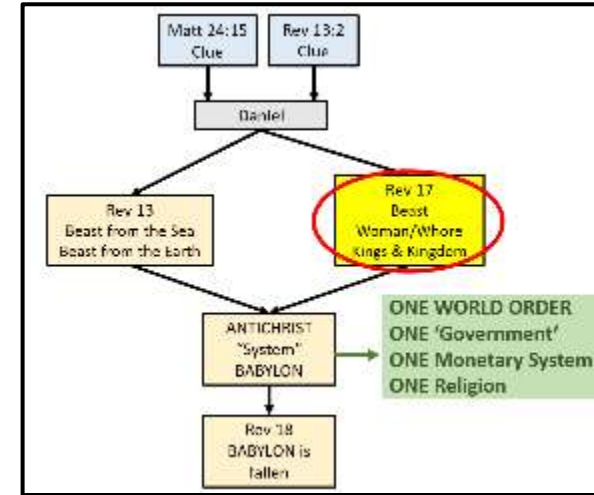 Matt 24:15
Clue
Rev 13:2
Clue
Daniel
Rev 13
Beast from the Sea
Beast from the Earth
Rev 17
Beast
Woman/Whore
Kings & Kingdom
ANTICHRIST
"System"
BABYLON
ONE WORLD ORDER
ONE ‘Government’
ONE Monetary System
ONE Religion
Rev 18
BABYLON is
fallen